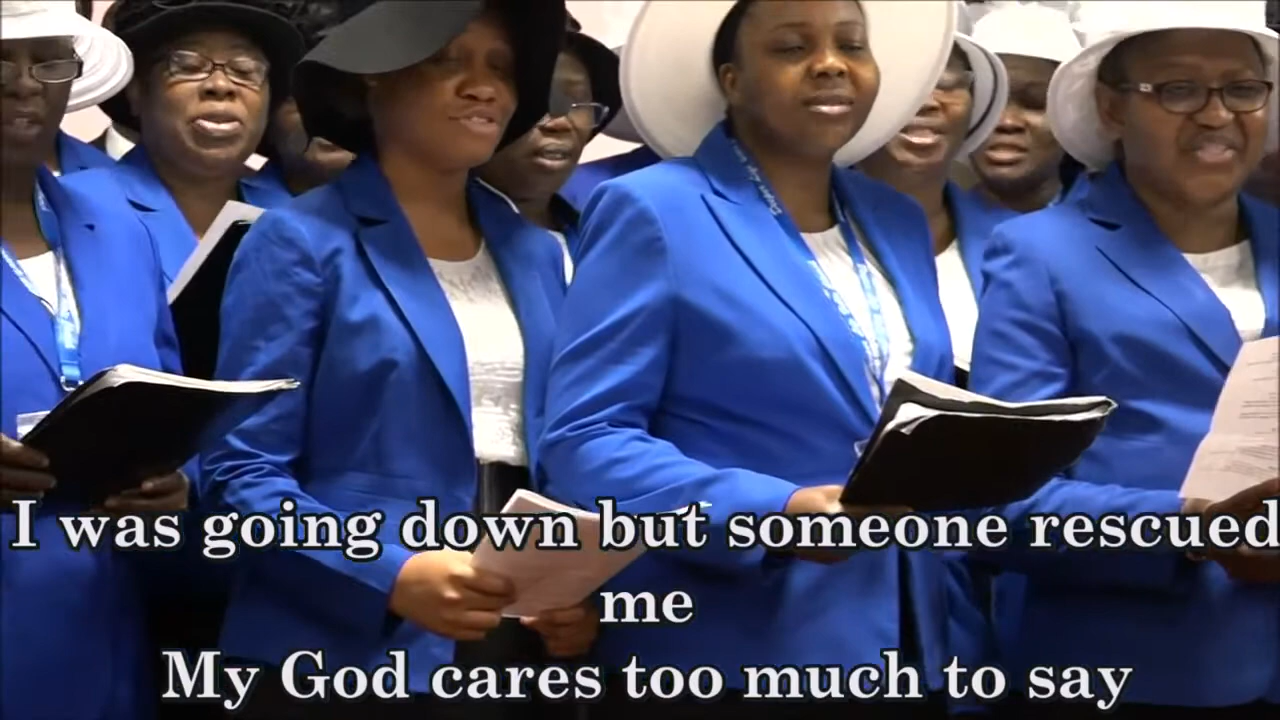 I was going down but someone rescued
me
My God cares too much to say